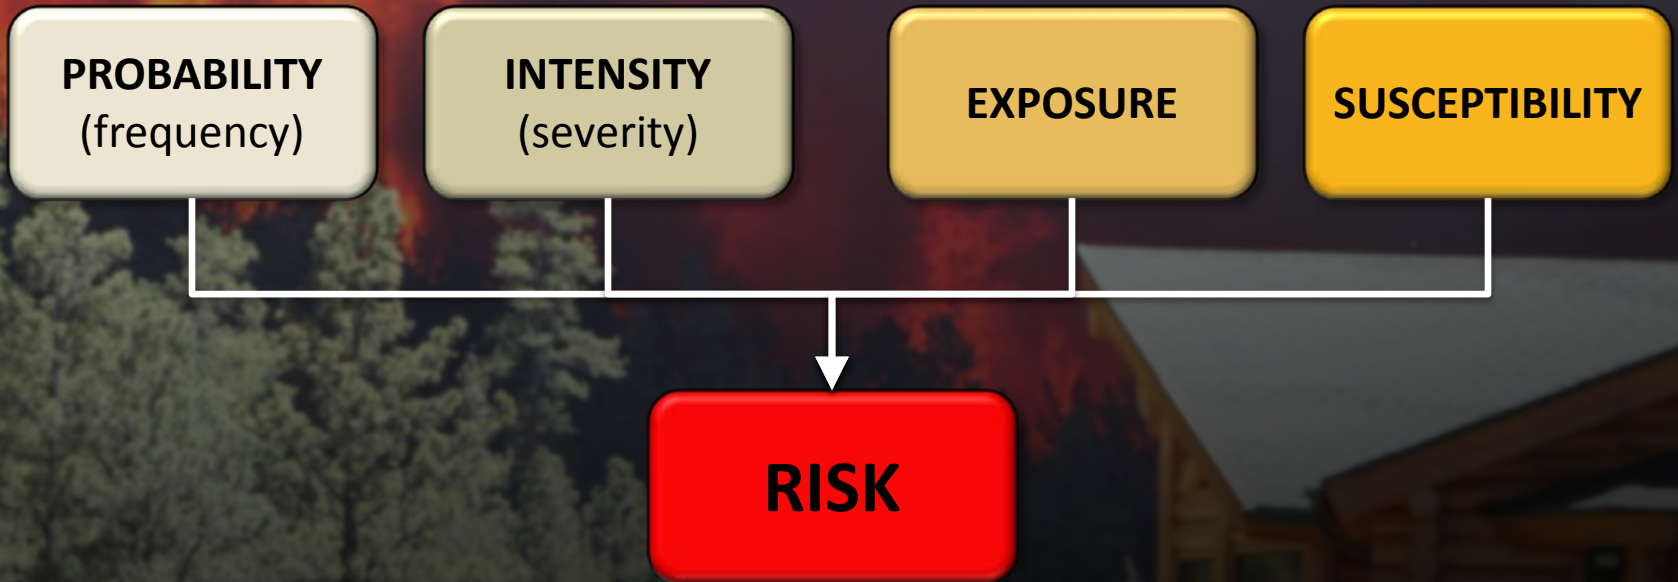 PROBABILITY
(frequency)
INTENSITY
(severity)
EXPOSURE
SUSCEPTIBILITY
RISK